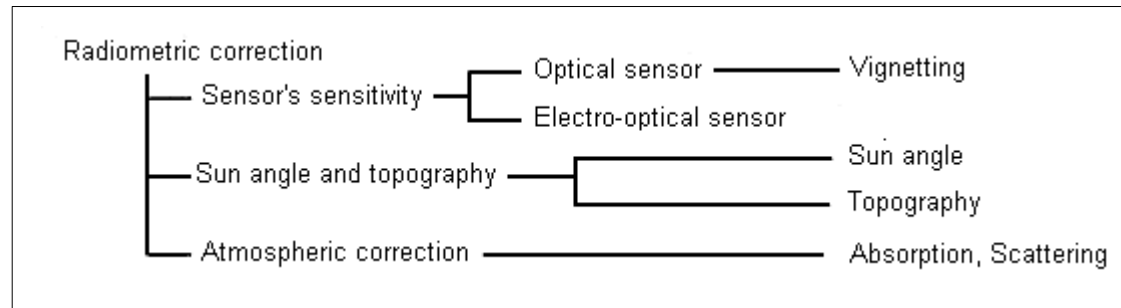 Radiometric correction
Sensor's sensitivity
Optical sensor
Vignetting
Electro-optical sensor
Sun angle and topography
Sun angle
Topography
Atmospheric correction
Absorption, Scattering